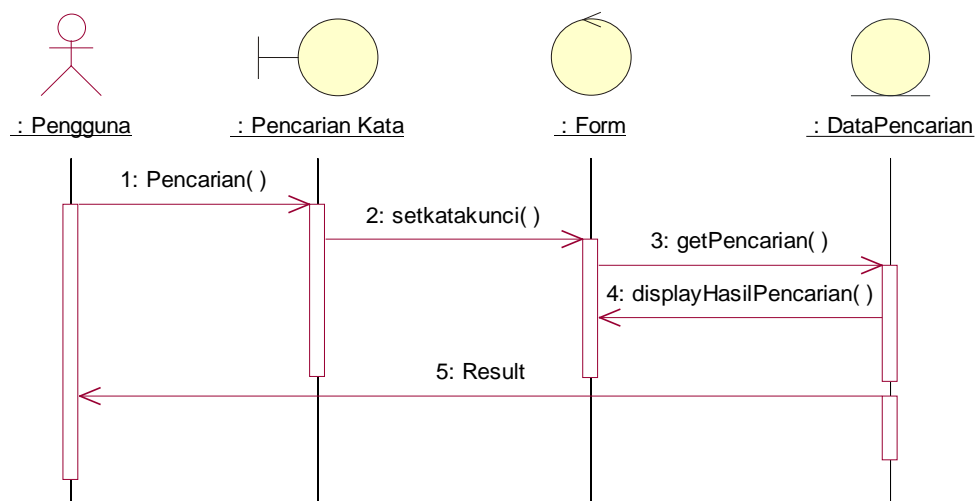 : Pengguna
: Pencarian Kata
: Form
: DataPencarian
1: Pencarian( )
2: setkatakunci( )
3: getPencarian( )
4: displayHasilPencarian( )
5: Result